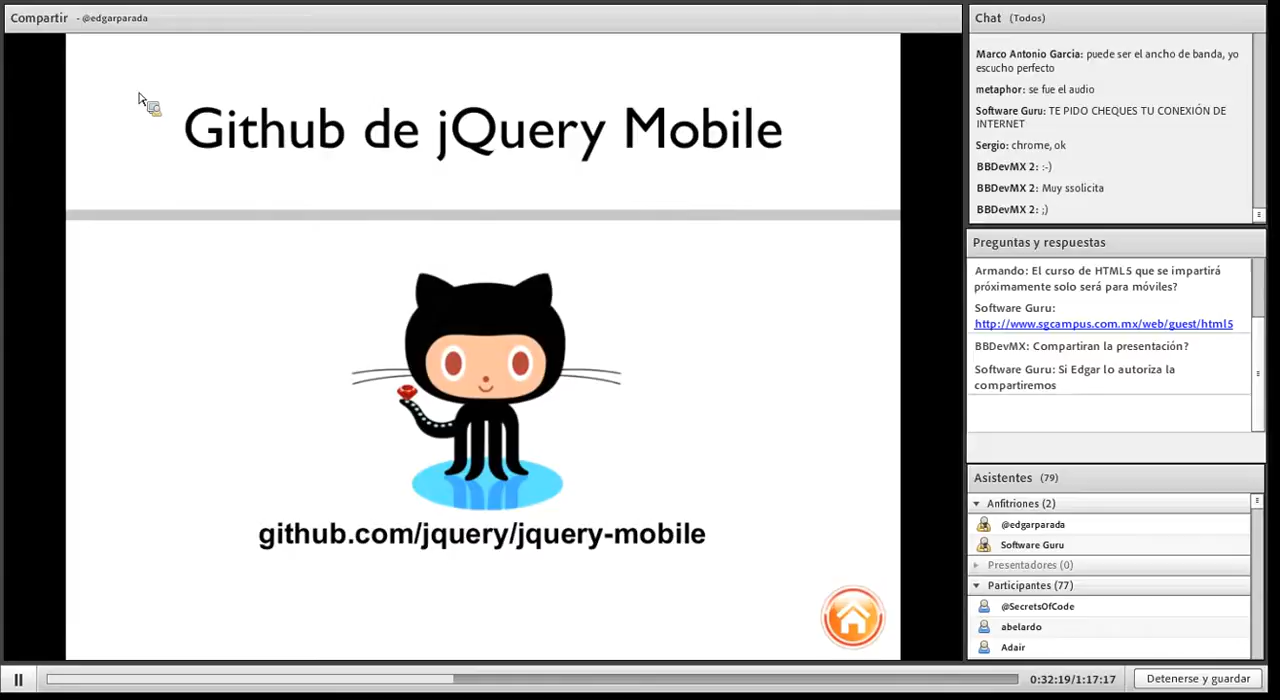 Compartir - @edgarparada
Github de jQuery Mobile
github.com/jquery/jquery-mobile
Chat (Todos)
Marco Antonio Garcia: puede ser el ancho de banda, yo
escucho perfecto
metaphor: se fue el audio
Software Guru: TE PIDO CHEQUES TU CONEXIÓN DE
INTERNET
Sergio: chrome, ok
BBDevMX 2: :-)
BBDevMX 2: Muy ssolicita
BBDevMX 2: ;)
Preguntas y respuestas
Armando: El curso de HTML5 que se impartirá
próximamente solo será para móviles?
Software Guru:
http://www.sgcampus.com.mx/web/guest/html5
BBDevMX: Compartiran la presentación?
Software Guru: Si Edgar lo autoriza la
compartiremos
Asistentes (79)
Anfitriones (2)
@edgarparada
Software Guru
Presentadores (0)
Participantes (77)
@SecretsOfCode
abelardo
Adair
0:32:19/1:17:17
Detenerse y guardar